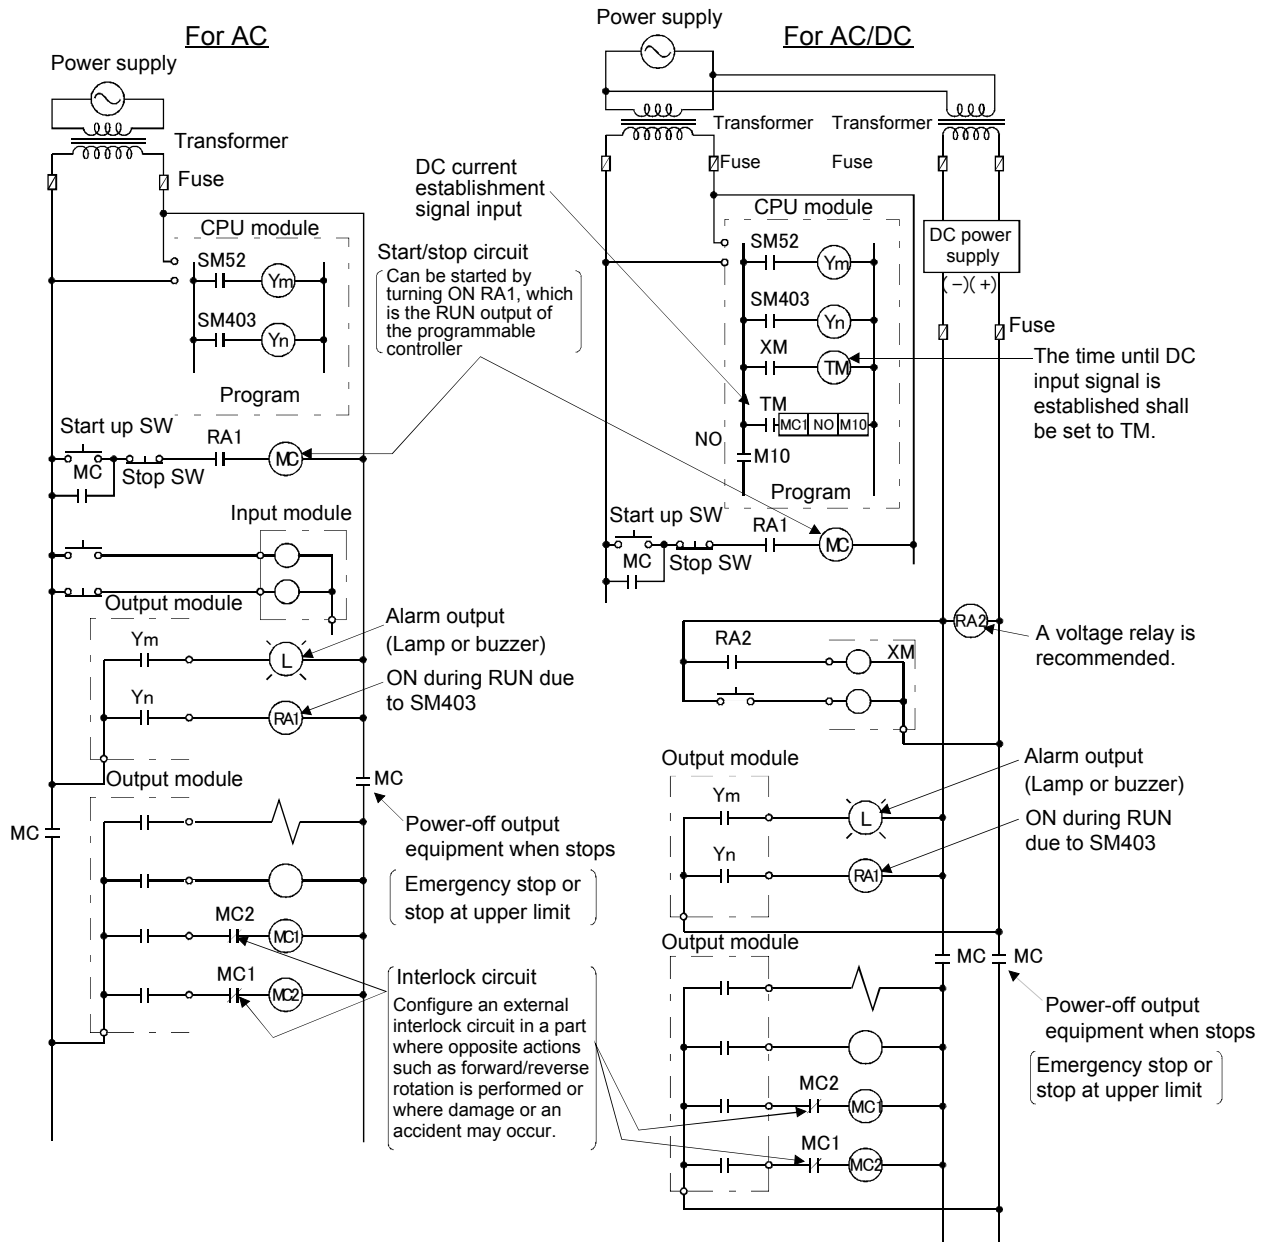 For AC
Power supply
Transformer
Fuse
CPU module
SM52
Ym
SM403
Yn
Program
Start up SW
RA1
MC
MC
Stop SW
Input module
Output module
Ym
L
Yn
RA1
Output module
MC
MC
MC2
MC1
MC1
MC2
DC current
establishment
signal input
Start/stop circuit
Can be started by
turning ON RA1, which
is the RUN output of
the programmable
controller
Alarm output
(Lamp or buzzer)
ON during RUN due
to SM403
Power-off output
equipment when stops
Emergency stop or
stop at upper limit
Interlock circuit
Configure an external
interlock circuit in a part
where opposite actions
such as forward/reverse
rotation is performed or
where damage or an
accident may occur.
For AC/DC
Power supply
Transformer
Transformer
Fuse
Fuse
CPU module
SM52
Ym
SM403
Yn
XM
TM
TM
MC1 NO M10
NO
M10
Program
DC power
supply
(−)(+)
Fuse
The time until DC
input signal is
established shall
be set to TM.
Start up SW
RA1
MC
MC
Stop SW
RA2
A voltage relay is
recommended.
RA2
XM
Output module
Ym
L
Yn
RA1
Alarm output
(Lamp or buzzer)
ON during RUN
due to SM403
Output module
MC
MC
Power-off output
equipment when stops
Emergency stop or
stop at upper limit
MC2
MC1
MC1
MC2